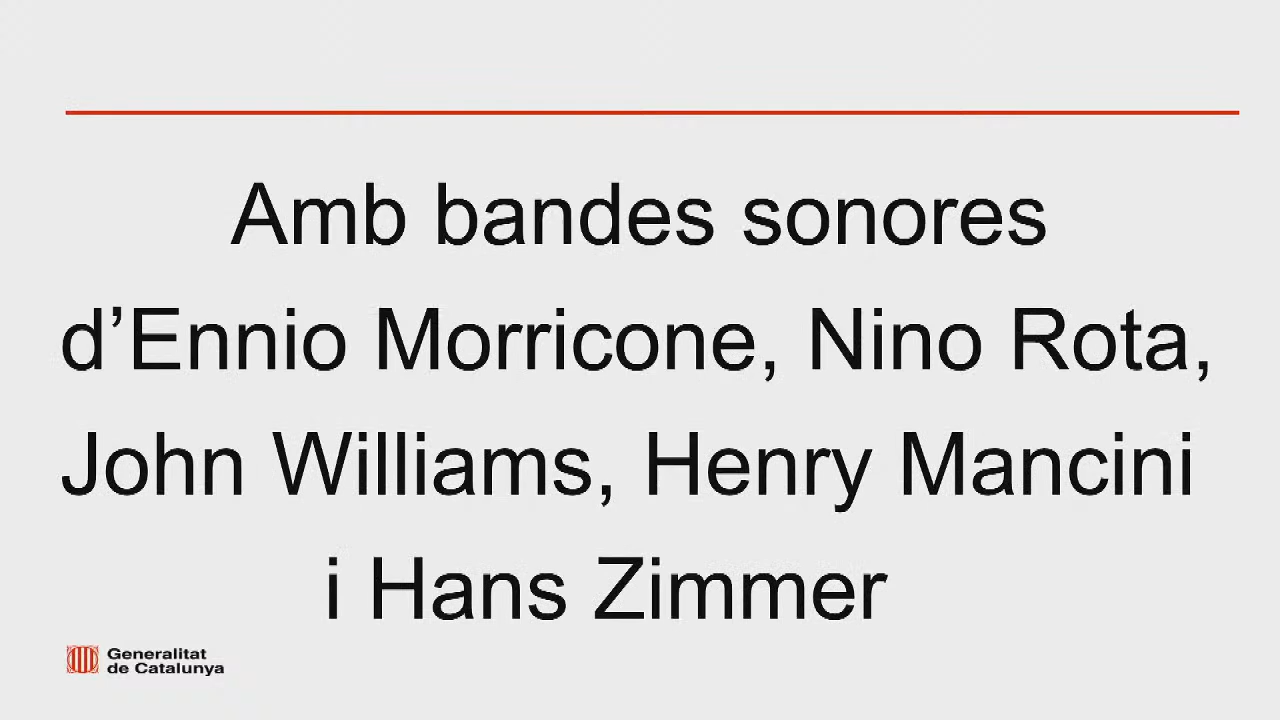 Amb bandes sonores
d’Ennio Morricone, Nino Rota,
John Williams, Henry Mancini
i Hans Zimmer
Generalitat
de Catalunya